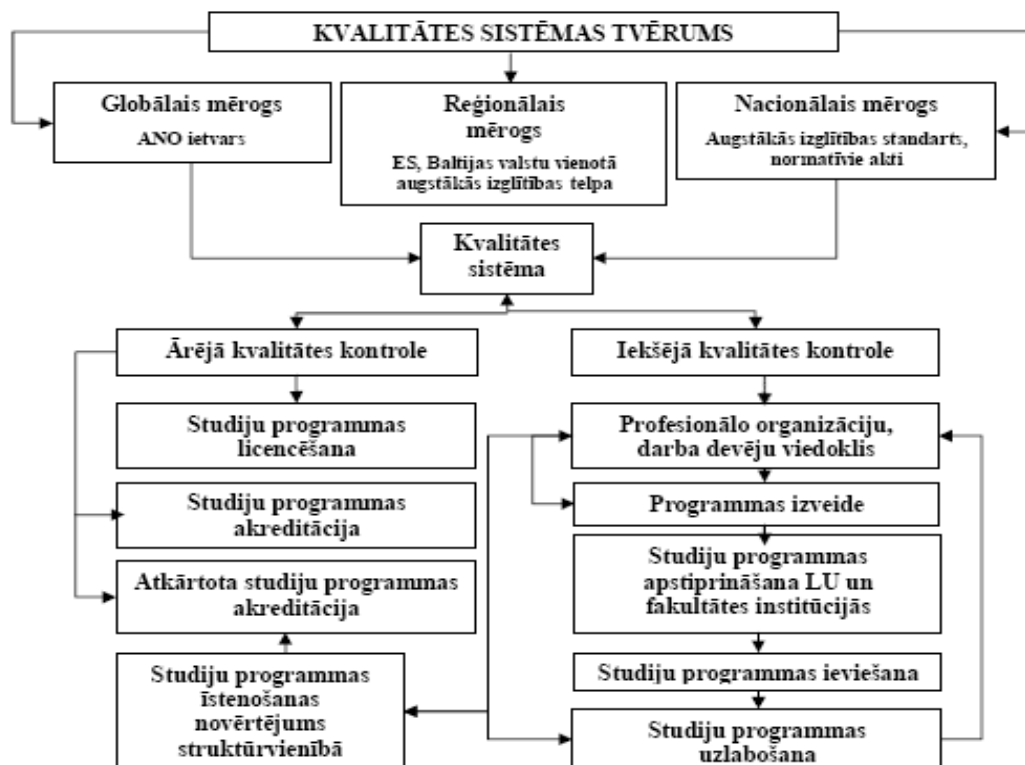 KVALITĀTES SISTĒMAS TVĒRUMS
Globālais mērogs
ANO ietvars
Reģionālais
mērogs
ES, Baltijas valstu vienotā
augstākās izglītības telpa
Nacionālais mērogs
Augstākās izglītības standarts,
normatīvie akti
Kvalitātes
sistēma
Ārējā kvalitātes kontrole
Studiju programmas
licencēšana
Studiju programmas
akreditācija
Atkārtota studiju programmas
akreditācija
Studiju programmas
īstenošanas
novērtējums
struktūrvienībā
Iekšējā kvalitātes kontrole
Profesionālo organizāciju,
darba devēju viedoklis
Programmas izveide
Studiju programmas
apstiprināšana LU un
fakultātes institūcijās
Studiju programmas ieviešana
Studiju programmas
uzlabošana